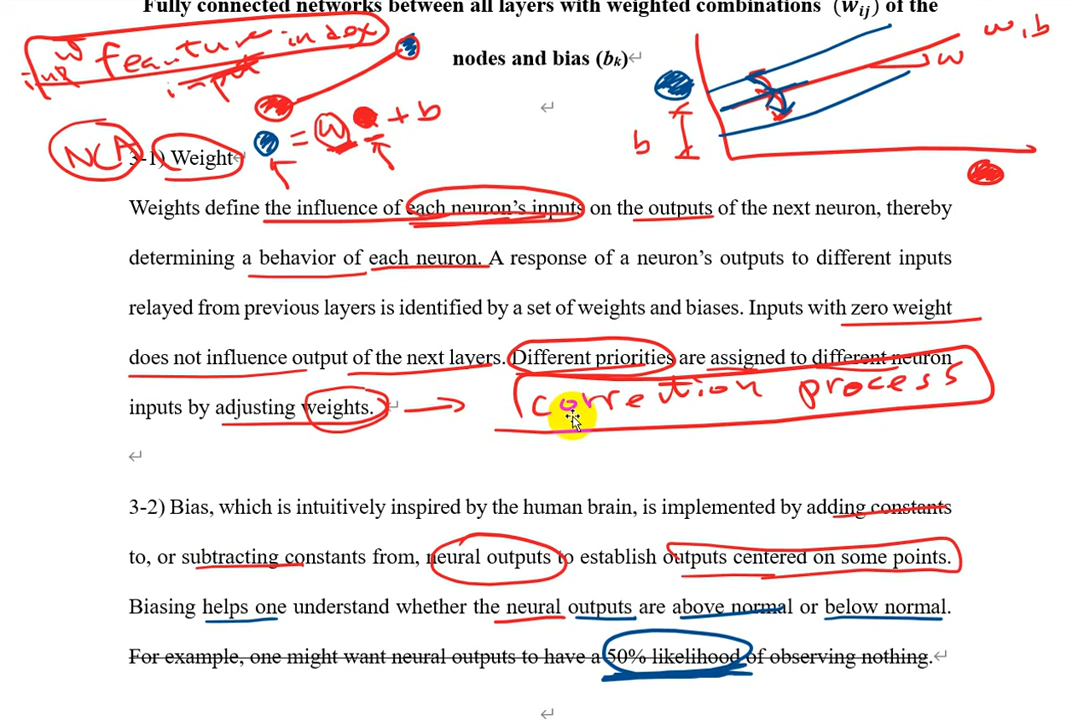 Fully connected networks between all layers with weighted combinations (w_ij) of the
nodes and bias (b_k)
w
feature index
inp
input
= w + b
w, b
w
b
NCA
3-1) Weight
Weights define the influence of each neuron's inputs on the outputs of the next neuron, thereby
determining a behavior of each neuron. A response of a neuron's outputs to different inputs
relayed from previous layers is identified by a set of weights and biases. Inputs with zero weight
does not influence output of the next layers. Different priorities are assigned to different neuron
inputs by adjusting weights.
correction process
3-2) Bias, which is intuitively inspired by the human brain, is implemented by adding constants
to, or subtracting constants from, neural outputs to establish outputs centered on some points.
Biasing helps one understand whether the neural outputs are above normal or below normal.
For example, one might want neural outputs to have a 50% likelihood of observing nothing.